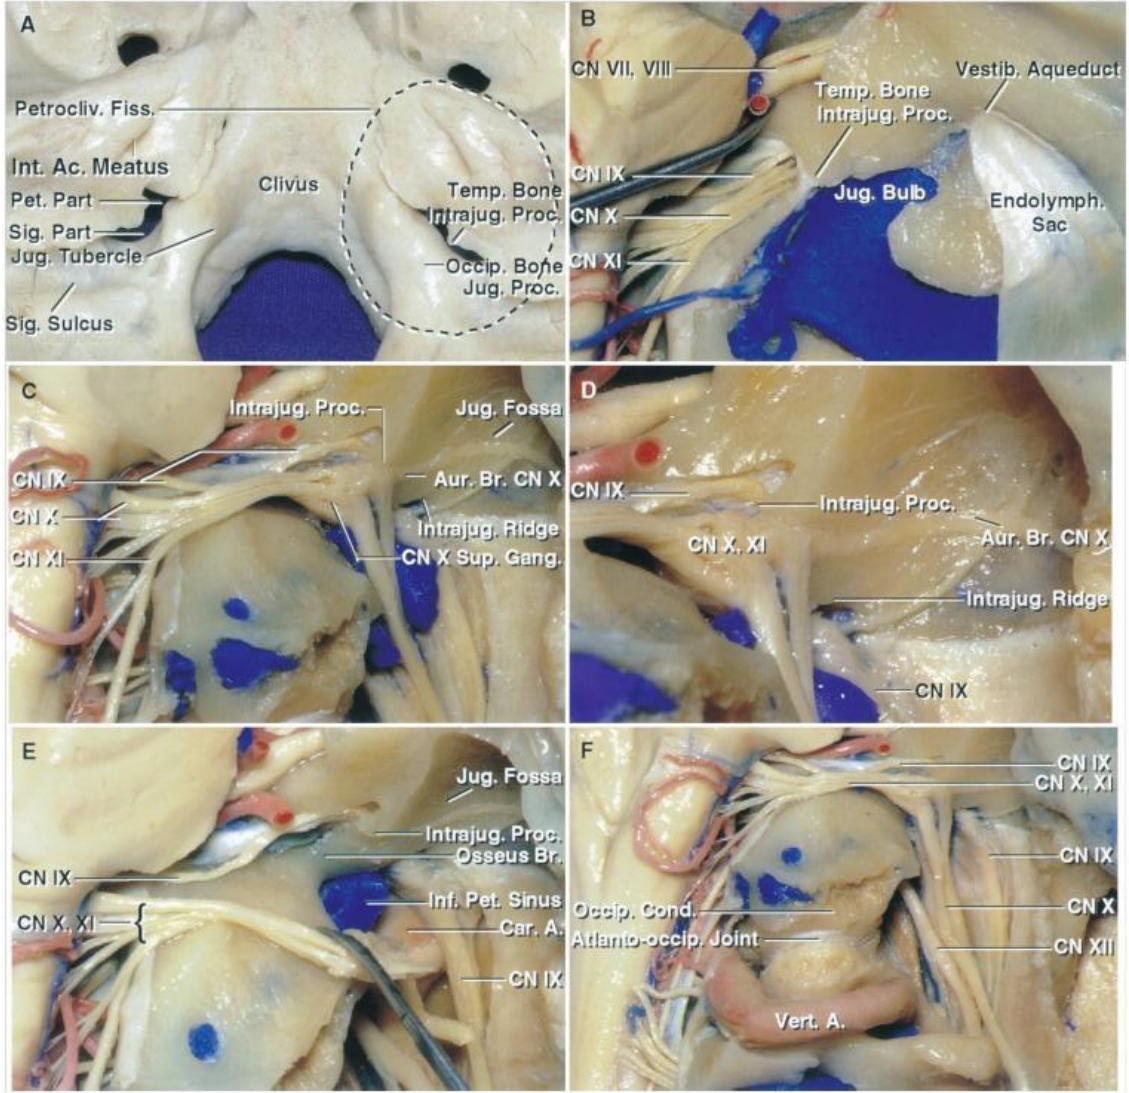 A
Petrocliv. Fiss.
Int. Ac. Meatus
Pet. Part
Sig. Part
Jug. Tubercle
Sig. Sulcus
Clivus
Temp. Bone
Intrajug. Proc.
Occip. Bone
Jug. Proc.
B
CN VII, VIII
Vestib. Aqueduct
Temp. Bone
Intrajug. Proc.
CN IX
CN X
CN XI
Jug. Bulb
Endolymph.
Sac
C
Intrajug. Proc.
Jug. Fossa
CN IX
CN X
CN XI
Aur. Br. CN X
Intrajug. Ridge
CN X Sup. Gang.
D
CN IX
Intrajug. Proc.
CN X, XI
Aur. Br. CN X
Intrajug. Ridge
CN IX
E
Jug. Fossa
Intrajug. Proc.
Osseus Br.
CN IX
CN X, XI
Inf. Pet. Sinus
Car. A.
CN IX
F
CN IX
CN X, XI
CN IX
Occip. Cond.
CN X
Atlanto-occip. Joint
CN XII
Vert. A.